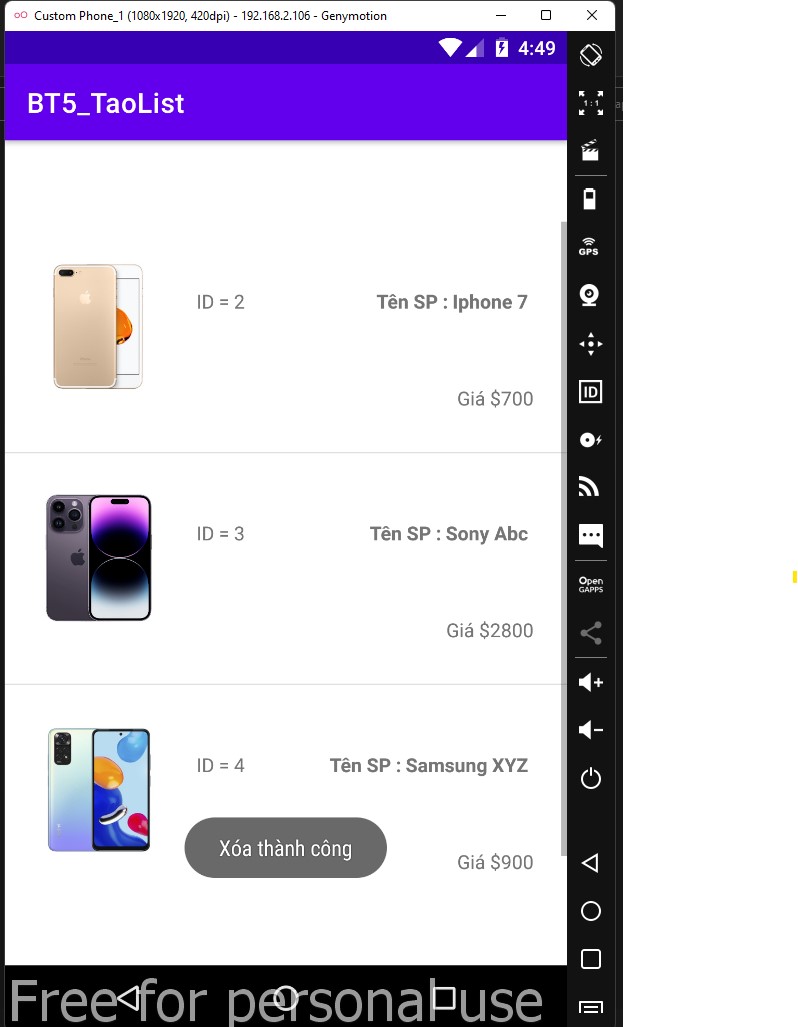 Custom Phone_1 (1080x1920, 420dpi) - 192.168.2.106 - Genymotion
4:49
BT5_TaoList
1:1
GPS
ID = 2
Tên SP : Iphone 7
Giá $700
ID
ID = 3
Tên SP : Sony Abc
Open
GAPPS
Giá $2800
ID = 4
Tên SP : Samsung XYZ
Xóa thành công
Giá $900
Free for personal use